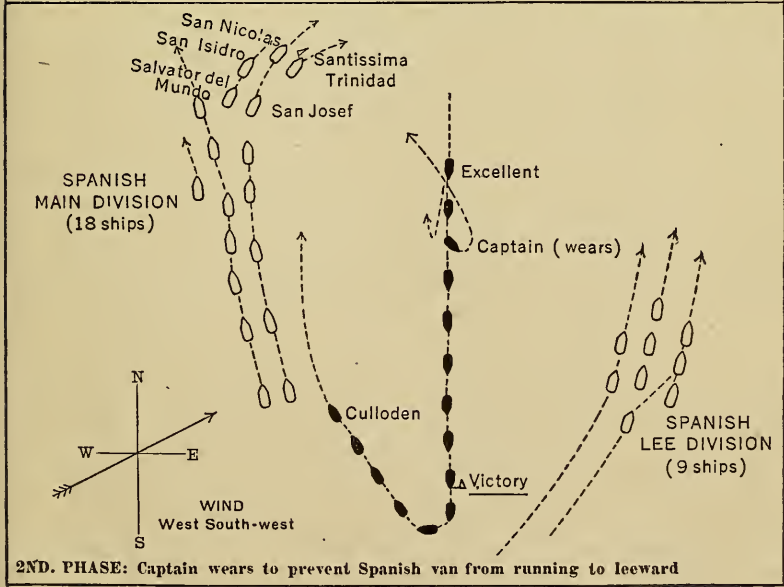 San Nicolas
San Isidro
Salvator del
Mundo
Santissima
Trinidad
San Josef
SPANISH
MAIN DIVISION
(18 ships)
Excellent
Captain (wears)
Culloden
Victory
SPANISH
LEE DIVISION
(9 ships)
N
W
E
S
WIND
West South-west
2ND. PHASE: Captain wears to prevent Spanish van from running to leeward